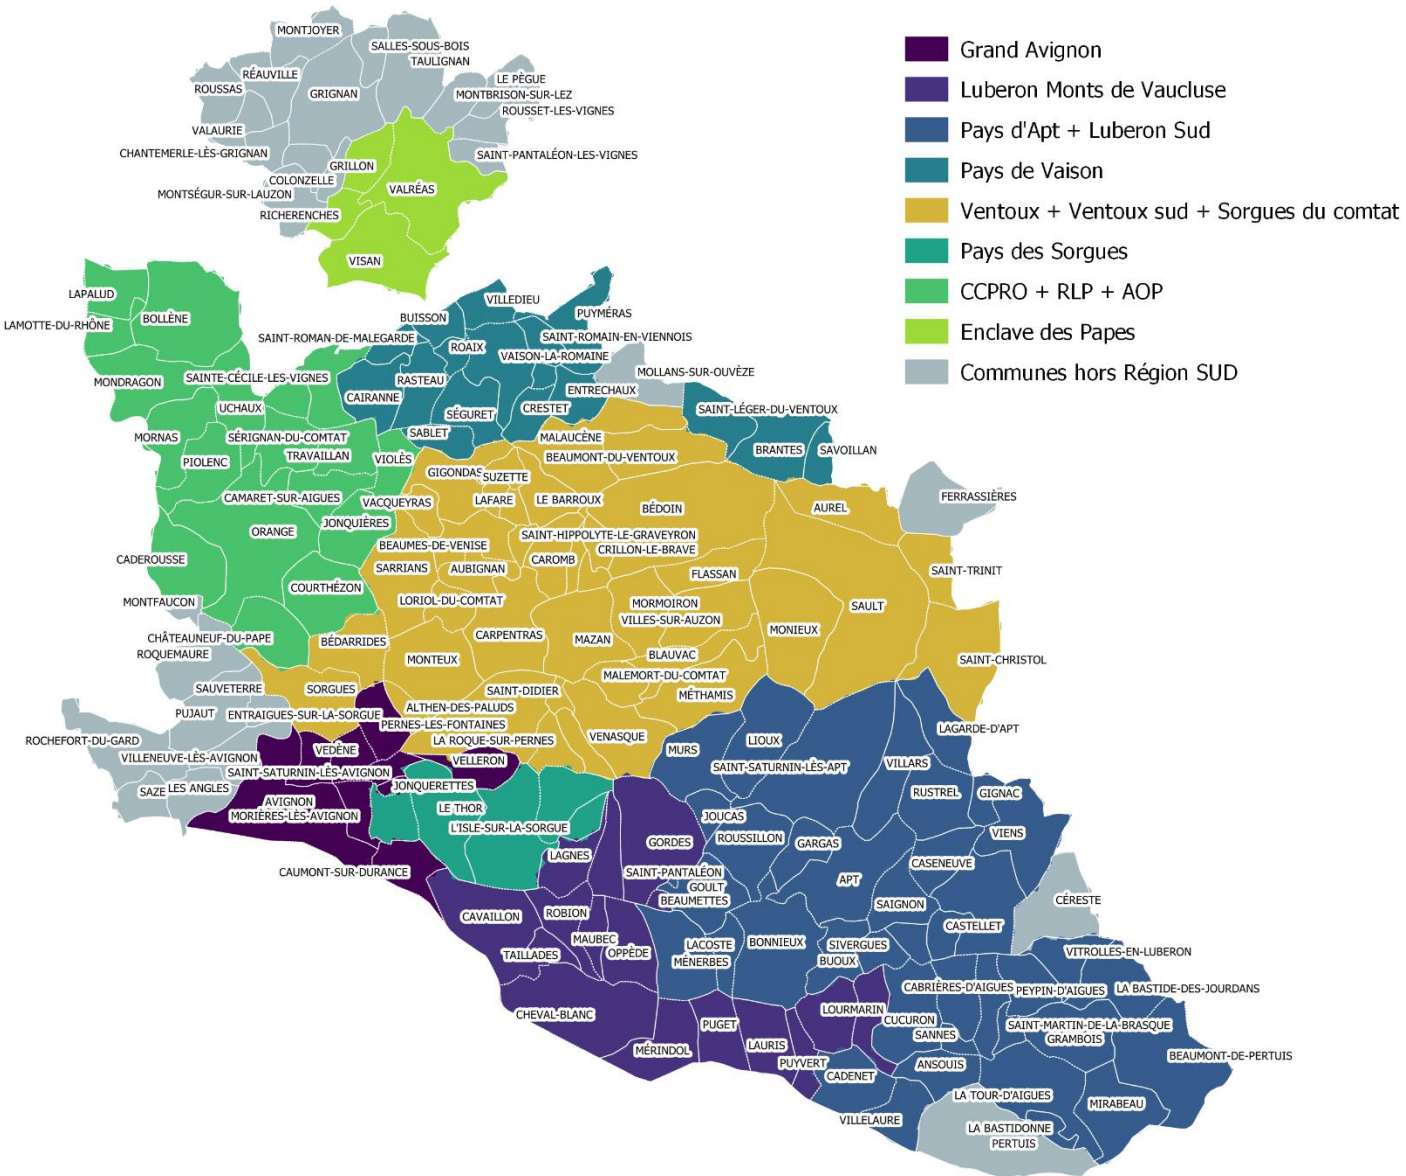 Grand Avignon
Luberon Monts de Vaucluse
Pays d'Apt + Luberon Sud
Pays de Vaison
Ventoux + Ventoux sud + Sorgues du comtat
Pays des Sorgues
CCPRO + RLP + AOP
Enclave des Papes
Communes hors Région SUD
MONTJOYER
SALLES-SOUS-BOIS
TAULIGNAN
RÉAUVILLE
LE PÈGUE
ROUSSAS
GRIGNAN
MONTBRISON-SUR-LEZ
ROUSSET-LES-VIGNES
VALAURIE
CHANTEMERLE-LÈS-GRIGNAN
SAINT-PANTALÉON-LES-VIGNES
GRILLON
COLONZELLE
VALRÉAS
MONTSÉGUR-SUR-LAUZON
RICHERENCHES
VISAN
LAPALUD
VILLEDIEU
BUISSON
PUYMÉRAS
BOLLÈNE
LAMOTTE-DU-RHÔNE
SAINT-ROMAN-DE-MALEGARDE
SAINT-ROMAIN-EN-VIENNOIS
ROAIX
VAISON-LA-ROMAINE
MONDRAGON
SAINTE-CÉCILE-LES-VIGNES
RASTEAU
MOLLANS-SUR-OUVÈZE
ENTRECHAUX
CAIRANNE
UCHAUX
SÉGURET
CRESTET
SAINT-LÉGER-DU-VENTOUX
MORNAS
SÉRIGNAN-DU-COMTAT
SABLET
MALAUCÈNE
BRANTES
SAVOILLAN
PIOLENC
TRAVAILLAN
VIOLÈS
BEAUMONT-DU-VENTOUX
GIGONDAS
SUZETTE
CAMARET-SUR-AIGUES
VACQUEYRAS
LAFARE
LE BARROUX
BÉDOIN
AUREL
FERRASSIÈRES
ORANGE
JONQUIÈRES
SAINT-HIPPOLYTE-LE-GRAVEYRON
BEAUMES-DE-VENISE
CRILLON-LE-BRAVE
CADEROUSSE
SARRIANS
AUBIGNAN
CAROMB
FLASSAN
SAINT-TRINIT
COURTHÉZON
MONTFAUCON
LORIOL-DU-COMTAT
MORMOIRON
SAULT
VILLES-SUR-AUZON
CHÂTEAUNEUF-DU-PAPE
BÉDARRIDES
CARPENTRAS
MAZAN
MONIEUX
ROQUEMAURE
MONTEUX
BLAUVAC
SAINT-CHRISTOL
MALEMORT-DU-COMTAT
SAUVETERRE
SORGUES
SAINT-DIDIER
MÉTHAMIS
ALTHEN-DES-PALUDS
PUJAUT
ENTRAIGUES-SUR-LA-SORGUE
PERNES-LES-FONTAINES
LAGARDE-D'APT
ROCHEFORT-DU-GARD
LA ROQUE-SUR-PERNES
VENASQUE
MURS
LIOUX
VEDÈNE
VILLENEUVE-LÈS-AVIGNON
VELLERON
SAINT-SATURNIN-LÈS-APT
VILLARS
SAINT-SATURNIN-LÈS-AVIGNON
SAZE
LES ANGLES
JONQUERETTES
RUSTREL
GIGNAC
AVIGNON
LE THOR
MORIÈRES-LÈS-AVIGNON
JOUCAS
L'ISLE-SUR-LA-SORGUE
ROUSSILLON
VIENS
GORDES
GARGAS
LAGNES
CASENEUVE
CAUMONT-SUR-DURANCE
SAINT-PANTALÉON
APT
GOULT
BEAUMETTES
SAIGNON
CÉRESTE
CAVAILLON
ROBION
CASTELLET
MAUBEC
LACOSTE
BONNIEUX
SIVERGUES
TAILLADES
OPPÈDE
MÉNERBES
BUOUX
VITROLLES-EN-LUBERON
CABRIÈRES-D'AIGUES
PEYPIN-D'AIGUES
LA BASTIDE-DES-JOURDANS
CHEVAL-BLANC
LOURMARIN
CUCURON
PUGET
SAINT-MARTIN-DE-LA-BRASQUE
SANNES
GRAMBOIS
MÉRINDOL
LAURIS
BEAUMONT-DE-PERTUIS
PUYVERT
ANSOUIS
CADENET
LA TOUR-D'AIGUES
MIRABEAU
VILLELAURE
LA BASTIDONNE
PERTUIS